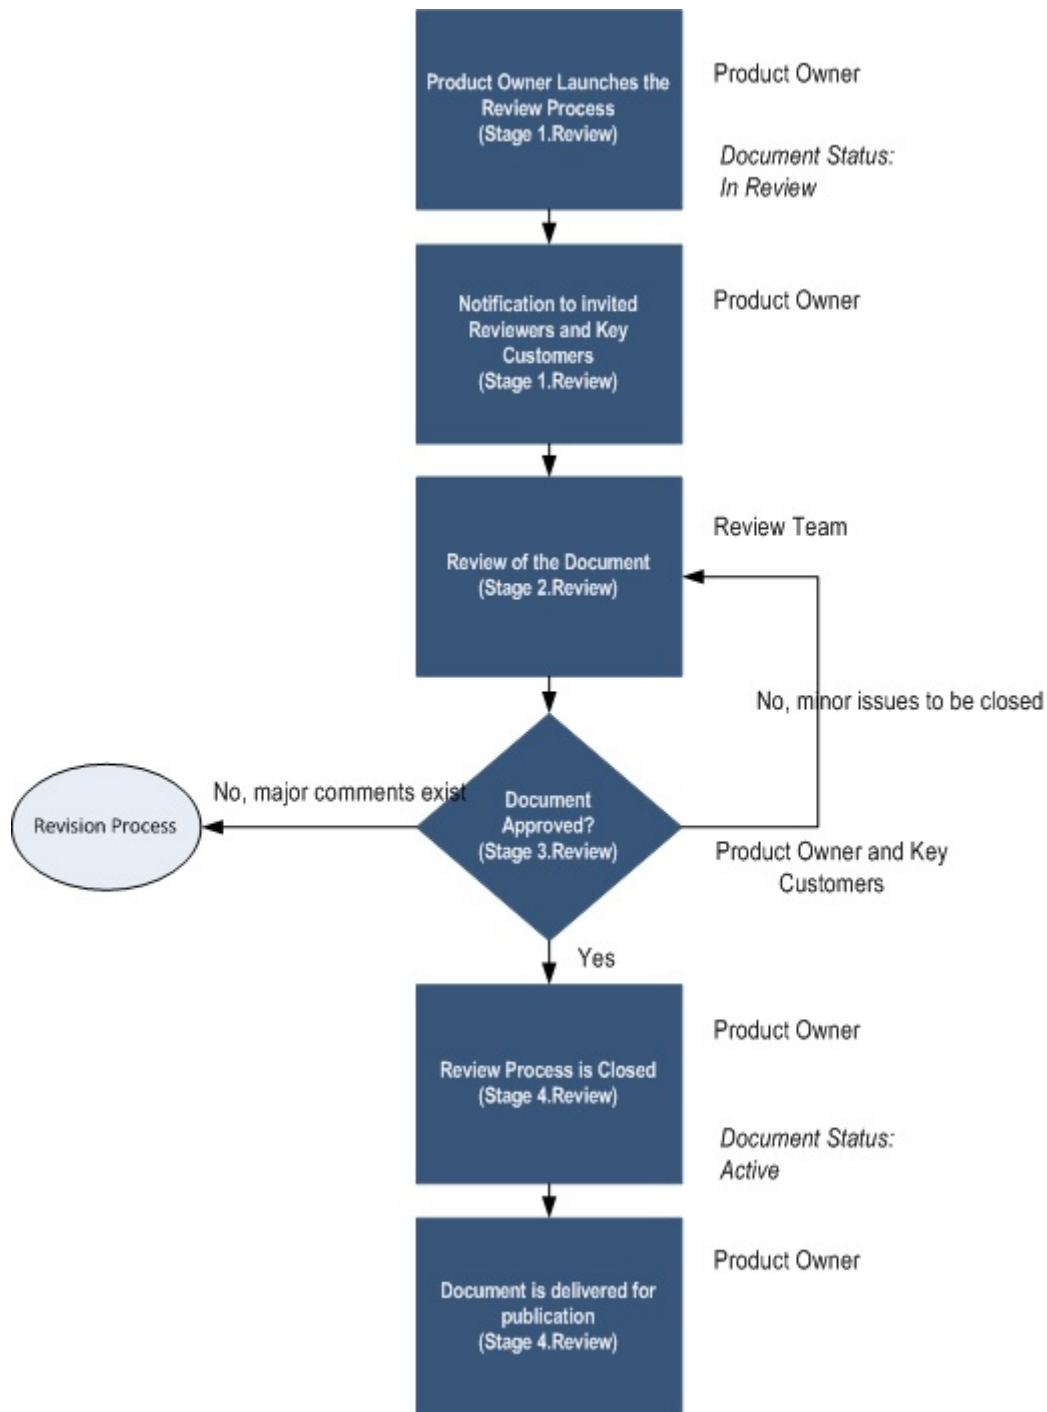 Product Owner Launches the
Review Process
(Stage 1.Review)
Product Owner
Document Status:
In Review
Notification to invited
Reviewers and Key
Customers
(Stage 1.Review)
Product Owner
Review of the Document
(Stage 2.Review)
Review Team
No, minor issues to be closed
No, major comments exist
Revision Process
Document
Approved?
(Stage 3.Review)
Product Owner and Key
Customers
Yes
Review Process is Closed
(Stage 4.Review)
Product Owner
Document Status:
Active
Document is delivered for
publication
(Stage 4.Review)
Product Owner